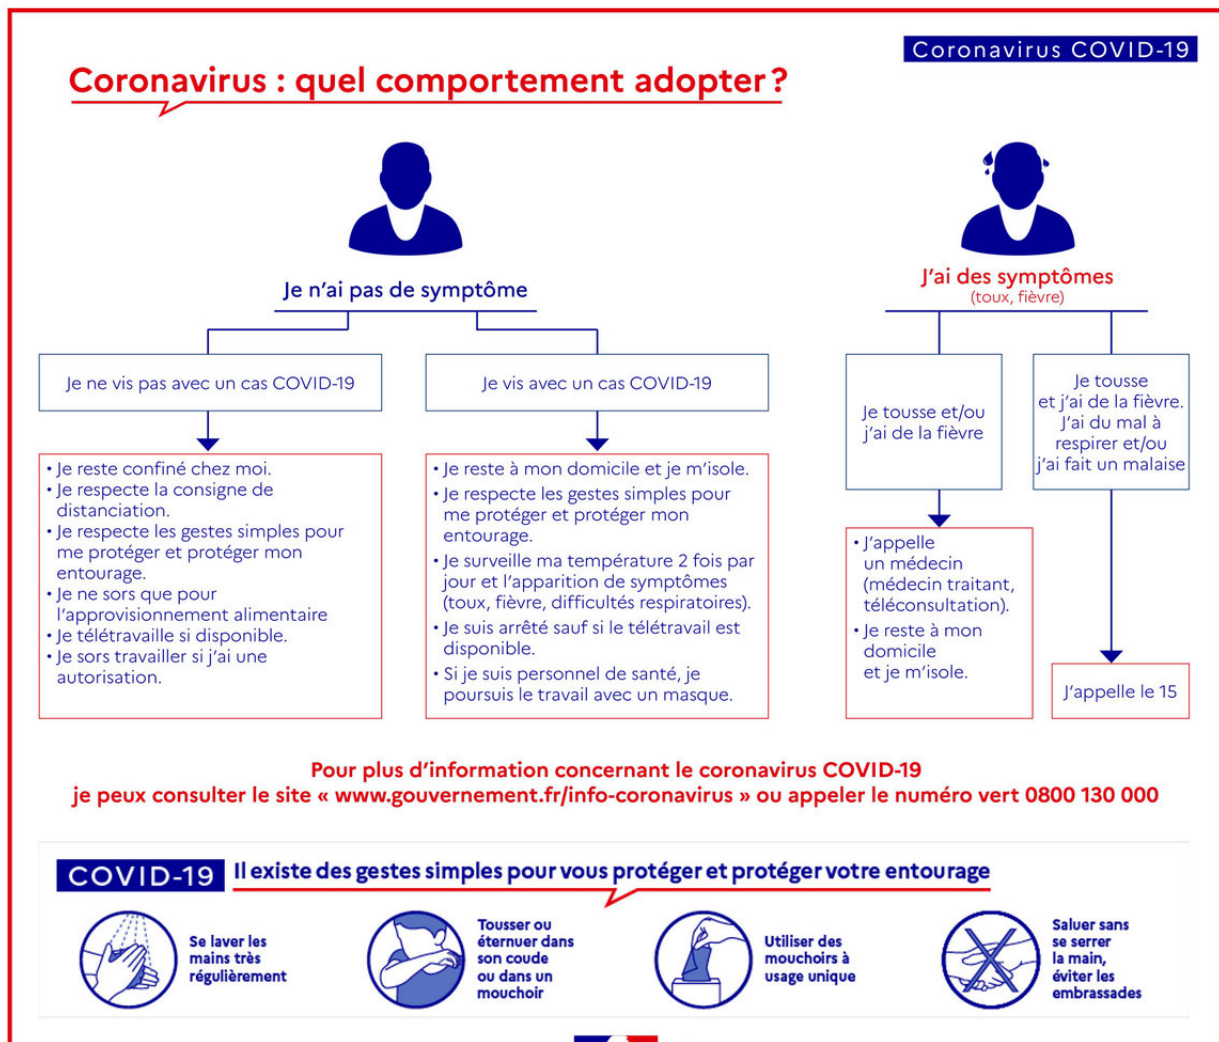 Coronavirus COVID-19
Coronavirus : quel comportement adopter ?
Je n'ai pas de symptôme
J'ai des symptômes
(toux, fièvre)
Je ne vis pas avec un cas COVID-19
Je vis avec un cas COVID-19
Je tousse et/ou
j'ai de la fièvre
Je tousse
et j'ai de la fièvre.
J'ai du mal à
respirer et/ou
j'ai fait un malaise
• Je reste confiné chez moi.
• Je respecte la consigne de
distanciation.
• Je respecte les gestes simples pour
me protéger et protéger mon
entourage.
• Je ne sors que pour
l'approvisionnement alimentaire
• Je télétravaille si disponible.
• Je sors travailler si j'ai une
autorisation.
• Je reste à mon domicile et je m'isole.
• Je respecte les gestes simples pour
me protéger et protéger mon
entourage.
• Je surveille ma température 2 fois par
jour et l'apparition de symptômes
(toux, fièvre, difficultés respiratoires).
• Je suis arrêté sauf si le télétravail est
disponible.
• Si je suis personnel de santé, je
poursuis le travail avec un masque.
• J'appelle
un médecin
(médecin traitant,
téléconsultation).
• Je reste à mon
domicile
et je m'isole.
J'appelle le 15
Pour plus d'information concernant le coronavirus COVID-19
je peux consulter le site « www.gouvernement.fr/info-coronavirus » ou appeler le numéro vert 0800 130 000
COVID-19 Il existe des gestes simples pour vous protéger et protéger votre entourage
Se laver les
mains très
régulièrement
Tousser ou
éternuer dans
son coude
ou dans un
mouchoir
Utiliser des
mouchoirs à
usage unique
Saluer sans
se serrer
la main,
éviter les
embrassades